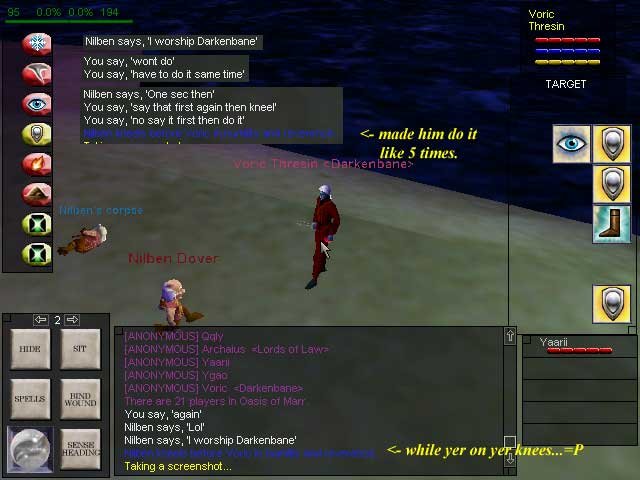 95 0.0% 0.0% 194
Voric
Thresin
TARGET
Nilben says, 'I worship Darkenbane'
You say, 'wont do'
You say, 'have to do it same time'
Nilben says, 'One sec then'
You say, 'say that first again then kneel'
You say, 'no say it first then do it'
Nilben kneels before Voric in humility and reverence.
<- made him do it
like 5 times.
Voric Thresin <Darkenbane>
Nilben's corpse
Nilben Dover
2
HIDE
SIT
SPELLS
BIND
WOUND
SENSE
HEADING
[ANONYMOUS] Qqly
[ANONYMOUS] Archaius <Lords of Law>
[ANONYMOUS] Yaarii
[ANONYMOUS] Ygao
[ANONYMOUS] Voric <Darkenbane>
There are 21 players in Oasis of Marr.
You say, 'again'
Nilben says, 'Lol'
Nilben says, 'I worship Darkenbane'
Nilben kneels before Voric in humility and reverence.
Taking a screenshot...
<- while yer on yer knees...=P
Yaarii